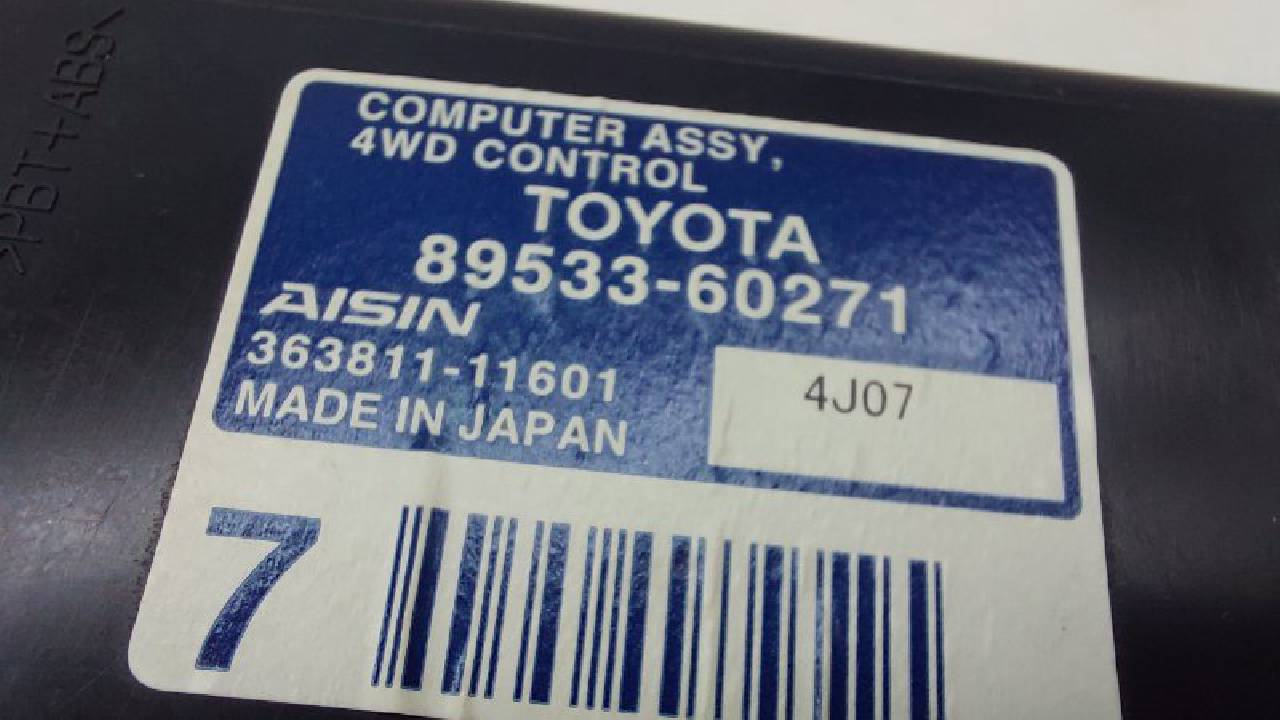 >PBT+ABS<
COMPUTER ASSY,
4WD CONTROL
TOYOTA
89533-60271
AISIN
363811-11601
4J07
MADE IN JAPAN
7